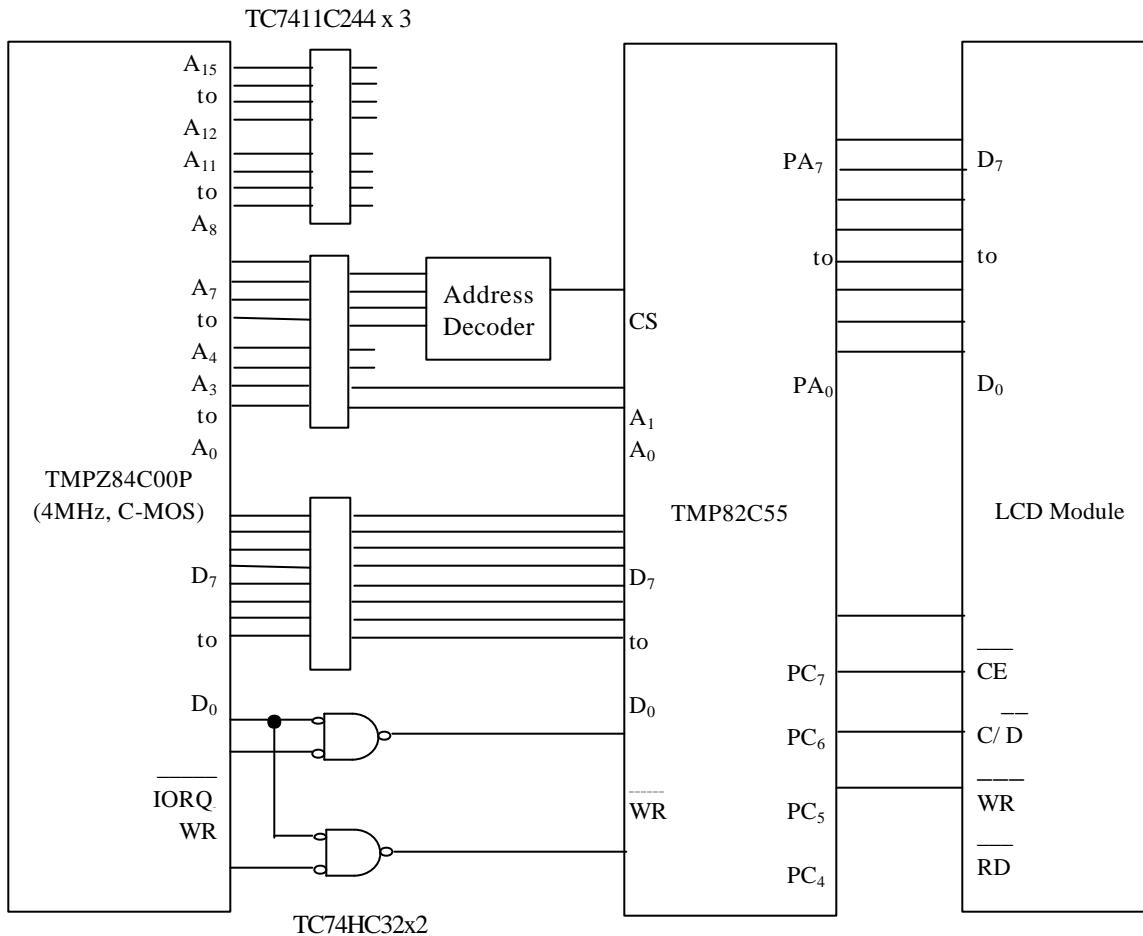 TC7411C244 x 3
A15
to
A12
A11
to
A8
A7
to
A4
A3
to
A0
TMPZ84C00P
(4MHz, C-MOS)
D7
to
D0
IORQ
WR
Address
Decoder
TC74HC32x2
CS
A1
A0
TMP82C55
D7
to
D0
WR
PA7
to
PA0
PC7
PC6
PC5
PC4
D7
to
D0
LCD Module
CE
C/ D
WR
RD